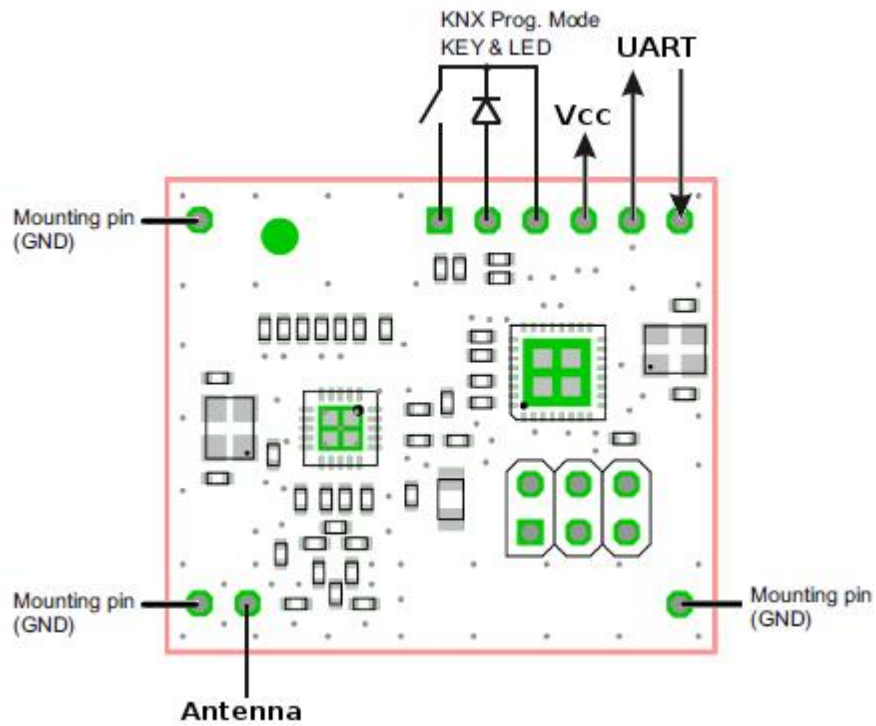 KNX Prog. Mode
KEY & LED
UART
Vcc
Mounting pin
(GND)
Mounting pin
(GND)
Mounting pin
(GND)
Antenna